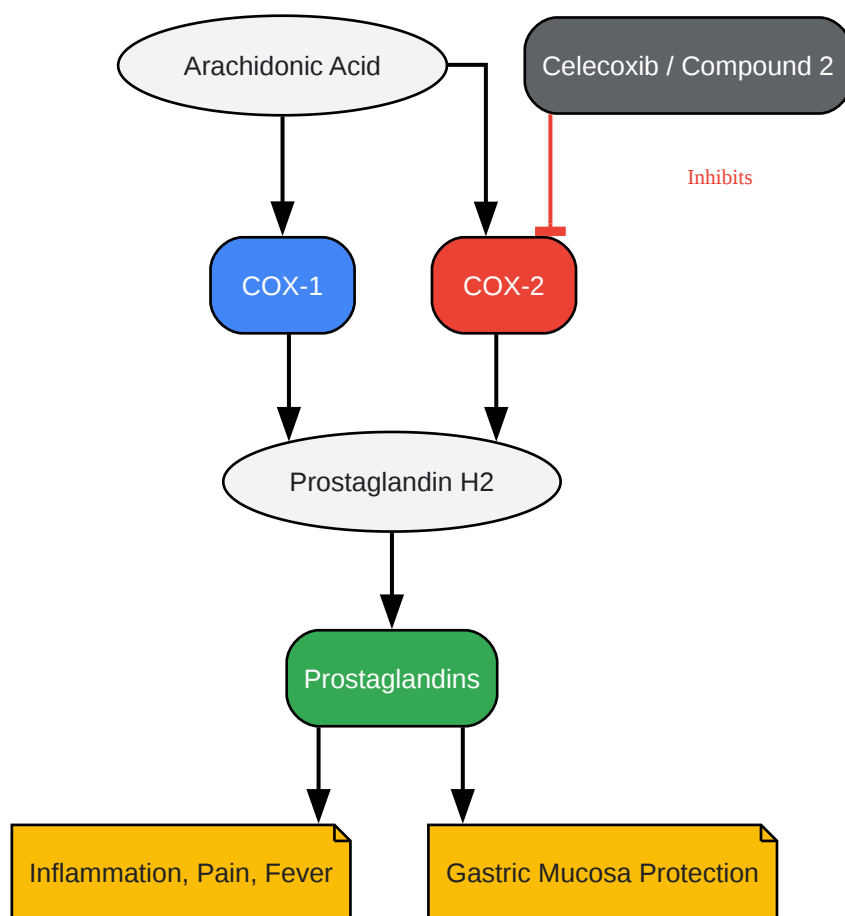 Arachidonic Acid
Celecoxib / Compound 2
Inhibits
COX-1
COX-2
Prostaglandin H2
Prostaglandins
Inflammation, Pain, Fever
Gastric Mucosa Protection